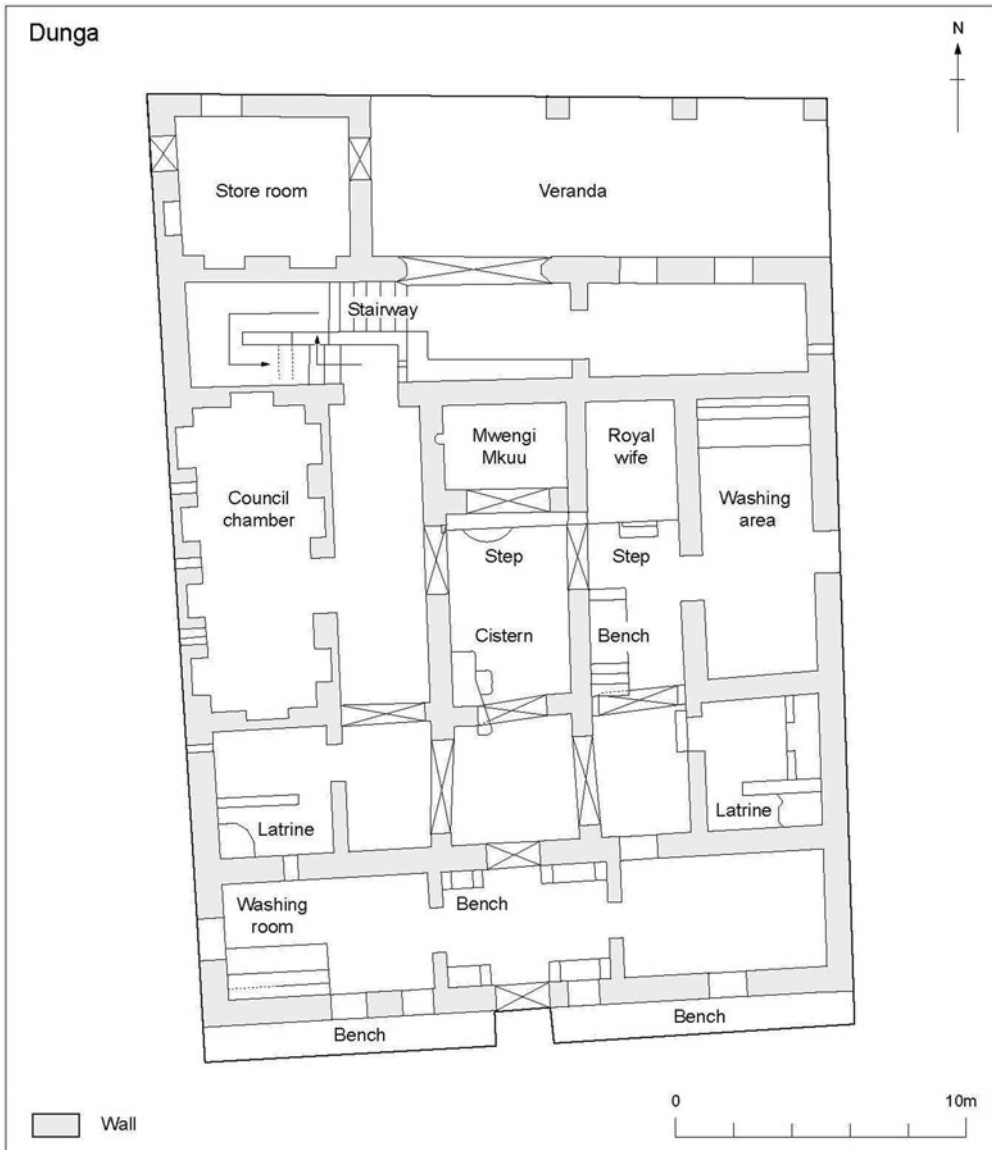 Dunga
N
Store room
Veranda
Stairway
Mwengi
Mkuu
Royal
wife
Council
chamber
Washing
area
Step
Step
Cistern
Bench
Latrine
Latrine
Washing
room
Bench
Bench
Bench
Wall
0
10m